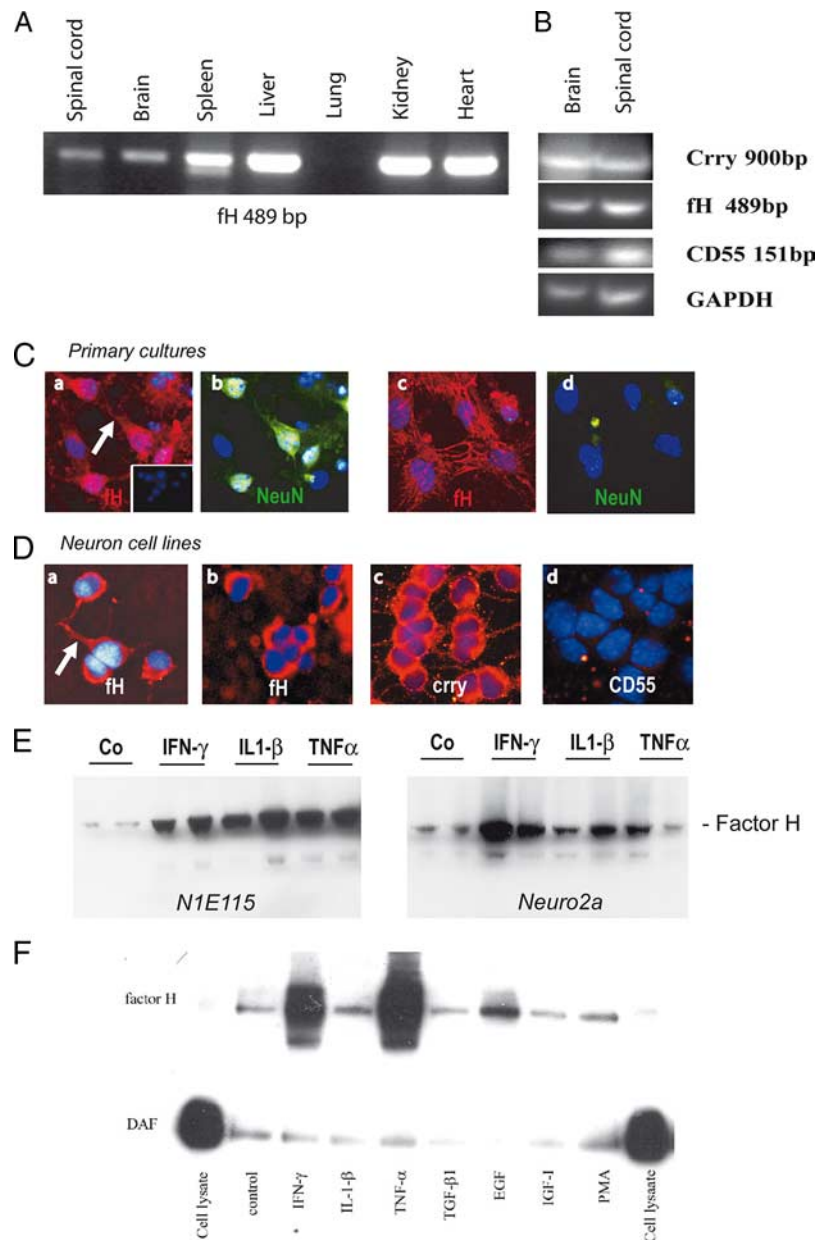 A
Spinal cord
Brain
Spleen
Liver
Lung
Kidney
Heart
fH 489 bp
B
Brain
Spinal cord
Crry 900bp
fH 489bp
CD55 151bp
GAPDH
C Primary cultures
a
fH
b
NeuN
c
fH
d
NeuN
D Neuron cell lines
a
fH
b
fH
c
crry
d
CD55
E
Co IFN-γ IL1-β TNFα
N1E115
Co IFN-γ IL1-β TNFα
Neuro2a
- Factor H
F
factor H
DAF
Cell lysate
control
IFN-γ
IL-1-β
TNF-α
TGF-β1
EGF
IGF-I
PMA
Cell lysaate